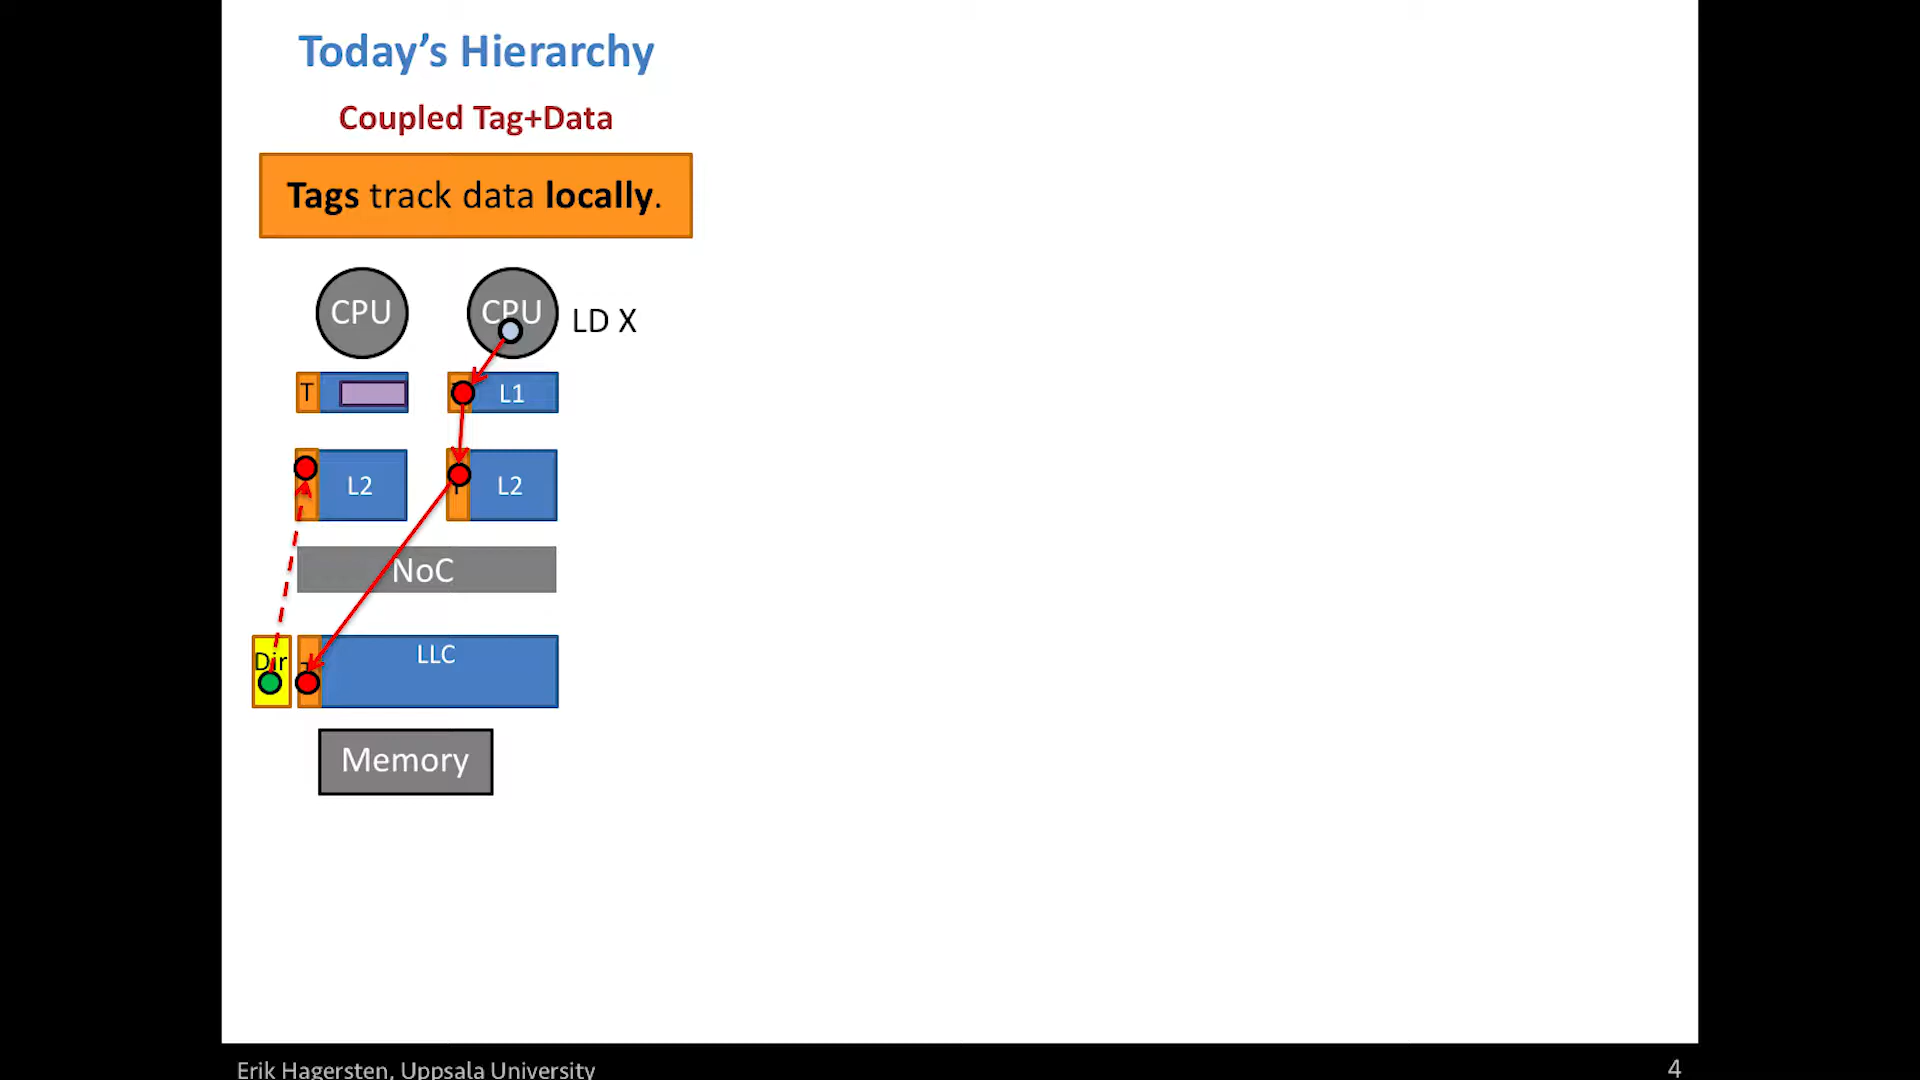 Today's Hierarchy
Coupled Tag+Data
Tags track data locally.
CPU
CPU
LD X
T
L1
L2
T
L2
NoC
Dir
LLC
Memory
Erik Hagersten, Uppsala University
4